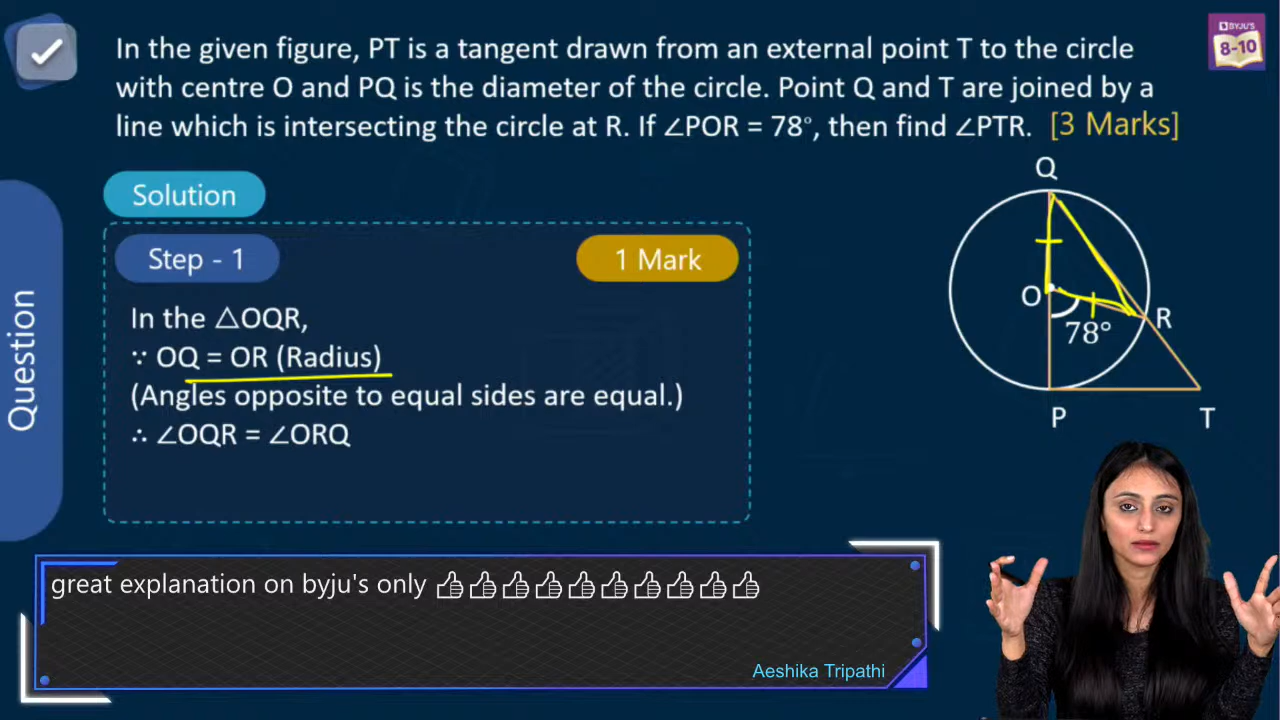 In the given figure, PT is a tangent drawn from an external point T to the circle
with centre O and PQ is the diameter of the circle. Point Q and T are joined by a
line which is intersecting the circle at R. If ∠POR = 78°, then find ∠PTR. [3 Marks]
BYJU'S
8-10
Question
Solution
Step - 1
1 Mark
In the △OQR,
∵ OQ = OR (Radius)
(Angles opposite to equal sides are equal.)
∴ ∠OQR = ∠ORQ
Q
O
78°
R
P
T
great explanation on byju's only 👍👍👍👍👍👍👍👍👍👍
Aeshika Tripathi